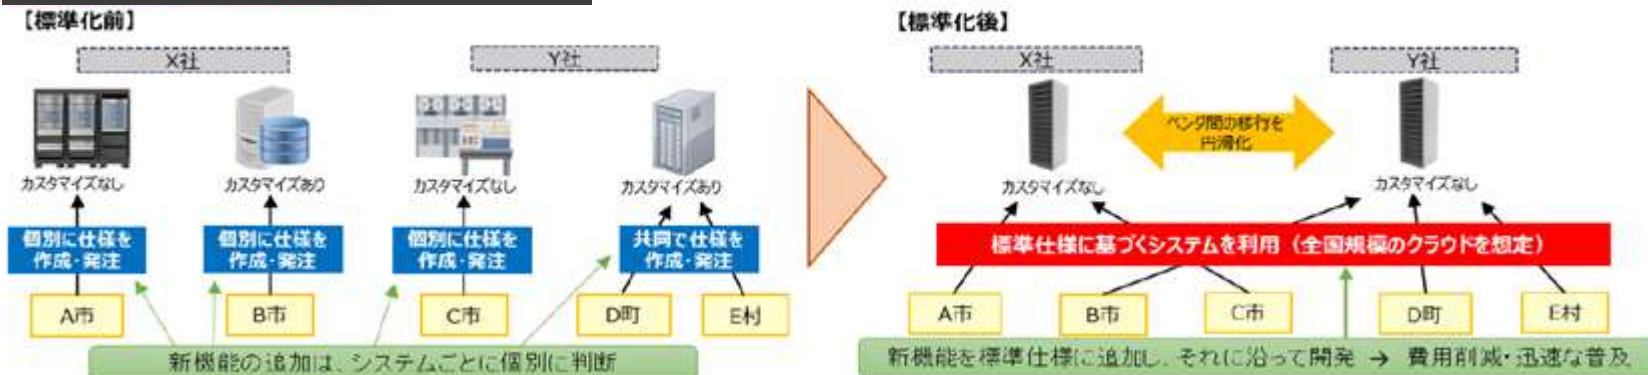 【標準化前】
X社
Y社
カスタマイズなし
カスタマイズあり
カスタマイズなし
カスタマイズあり
個別に仕様を
作成・発注
個別に仕様を
作成・発注
個別に仕様を
作成・発注
共同で仕様を
作成・発注
A市
B市
C市
D町
E村
新機能の追加は、システムごとに個別に判断
【標準化後】
X社
Y社
ベンダ間の移行を
円滑化
カスタマイズなし
カスタマイズなし
標準仕様に基づくシステムを利用（全国規模のクラウドを想定）
A市
B市
C市
D町
E村
新機能を標準仕様に追加し、それに沿って開発 → 費用削減・迅速な普及